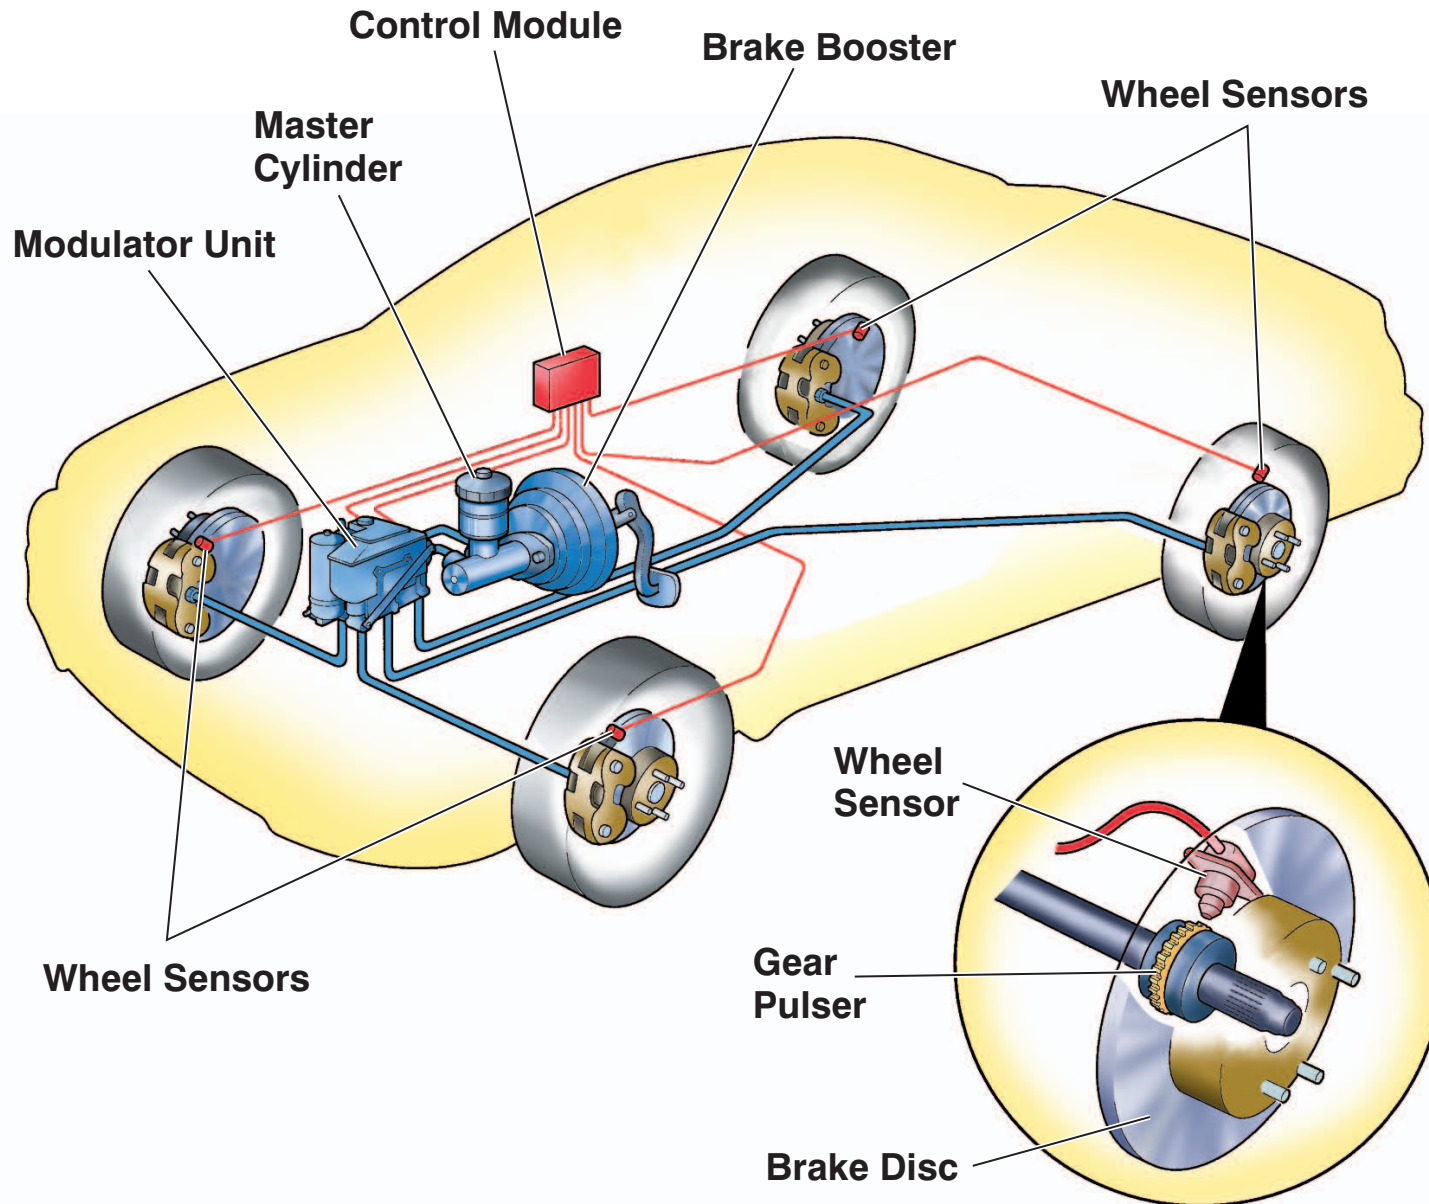 Control Module
Brake Booster
Wheel Sensors
Master
Cylinder
Modulator Unit
Wheel
Sensor
Gear
Pulser
Wheel Sensors
Brake Disc